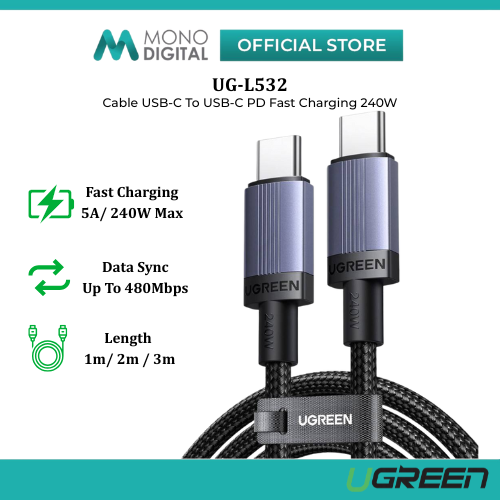 MONO
DIGITAL
OFFICIAL STORE
UG-L532
Cable USB-C To USB-C PD Fast Charging 240W
Fast Charging
5A/ 240W Max
Data Sync
Up To 480Mbps
Length
1m/ 2m / 3m
UGREEN
240W
UGREEN
240W
UGREEN
UGREEN